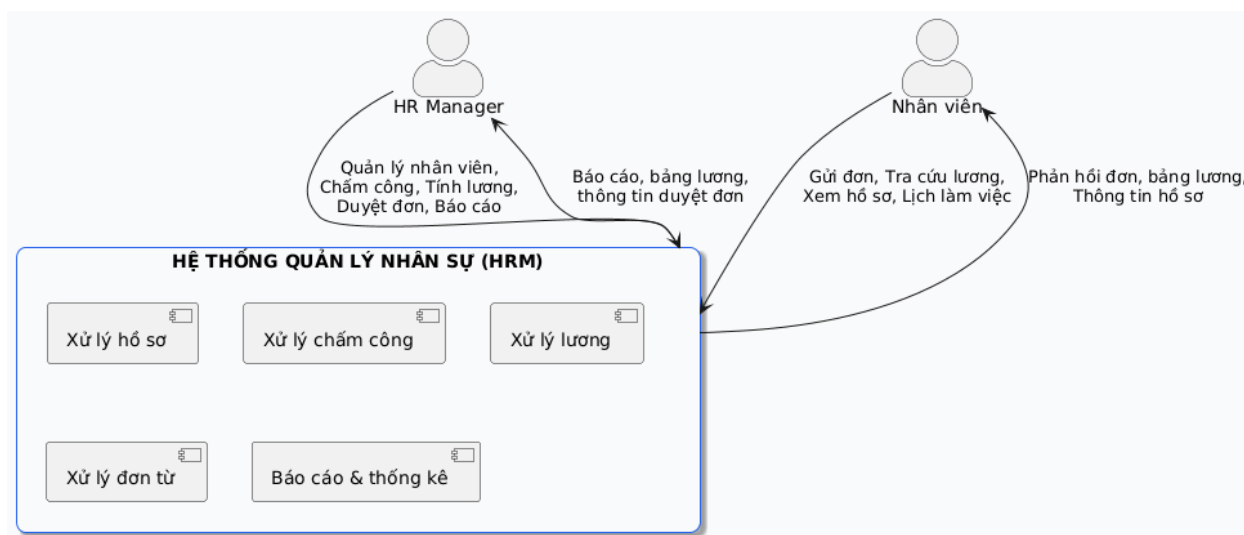 HR Manager
Nhân viên
Quản lý nhân viên,
Chấm công, Tính lương,
Duyệt đơn, Báo cáo
Báo cáo, bảng lương,
thông tin duyệt đơn
Gửi đơn, Tra cứu lương,
Xem hồ sơ, Lịch làm việc
Phản hồi đơn, bảng lương,
Thông tin hồ sơ
HỆ THỐNG QUẢN LÝ NHÂN SỰ (HRM)
Xử lý hồ sơ
Xử lý chấm công
Xử lý lương
Xử lý đơn từ
Báo cáo & thống kê